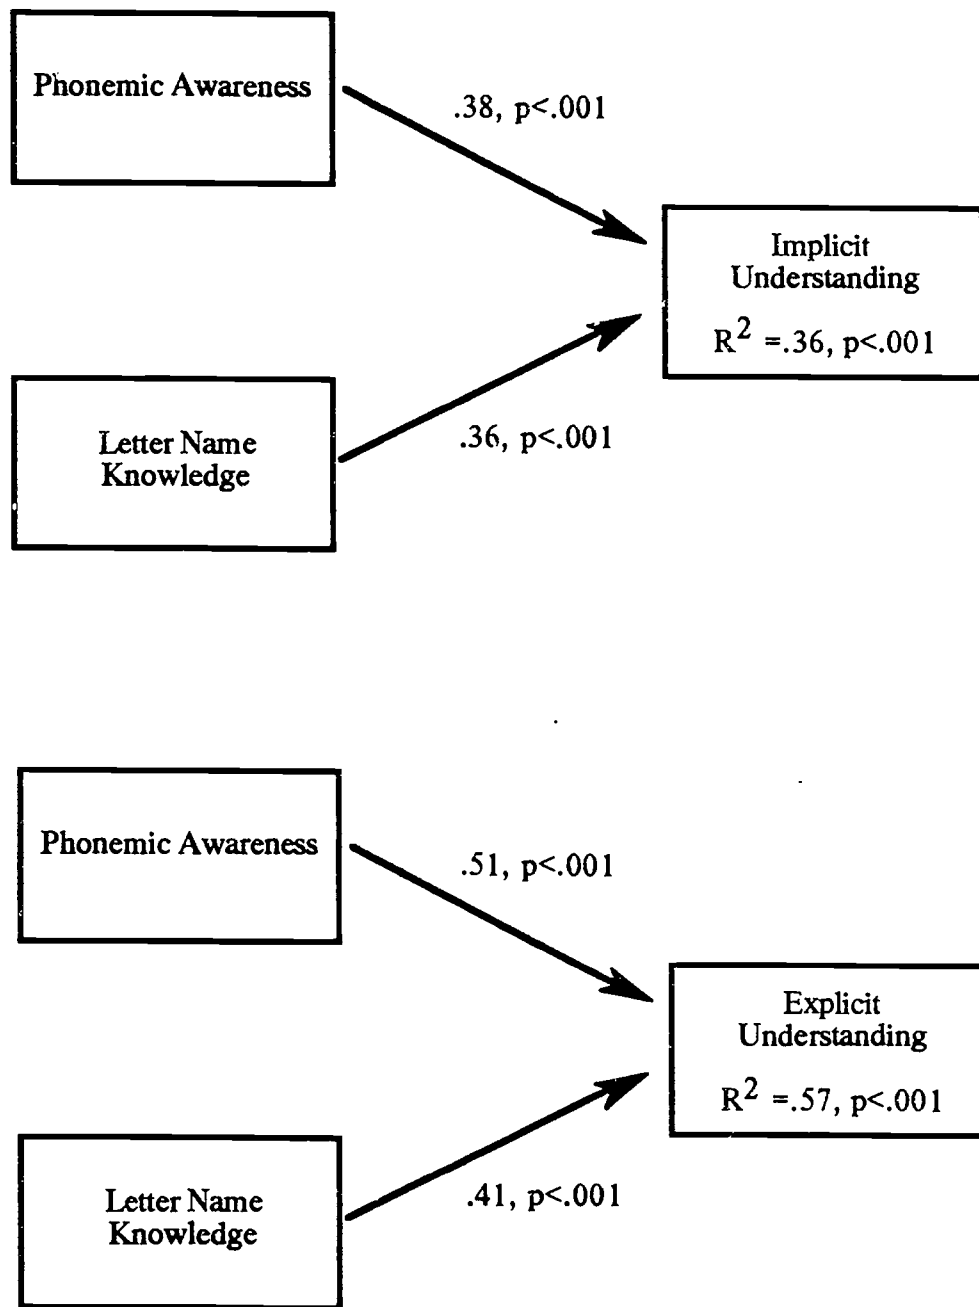 Phonemic Awareness
.38, p<.001
Implicit
Understanding
R² =.36, p<.001
Letter Name
Knowledge
.36, p<.001
Phonemic Awareness
.51, p<.001
Explicit
Understanding
R² =.57, p<.001
Letter Name
Knowledge
.41, p<.001